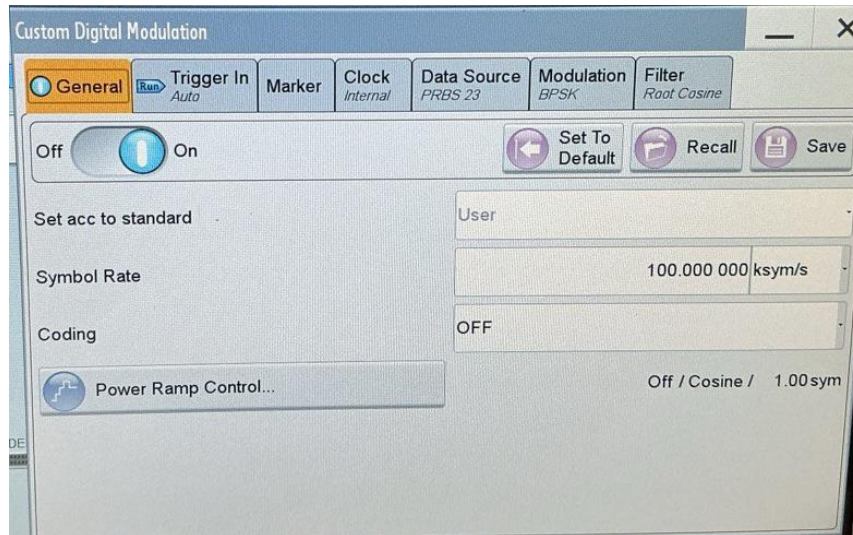 Custom Digital Modulation
General
Run
Trigger In
Auto
Marker
Clock
Internal
Data Source
PRBS 23
Modulation
BPSK
Filter
Root Cosine
Off
On
Set To
Default
Recall
Save
Set acc to standard
User
Symbol Rate
100.000 000 ksym/s
Coding
OFF
Power Ramp Control...
Off / Cosine / 1.00 sym
DE